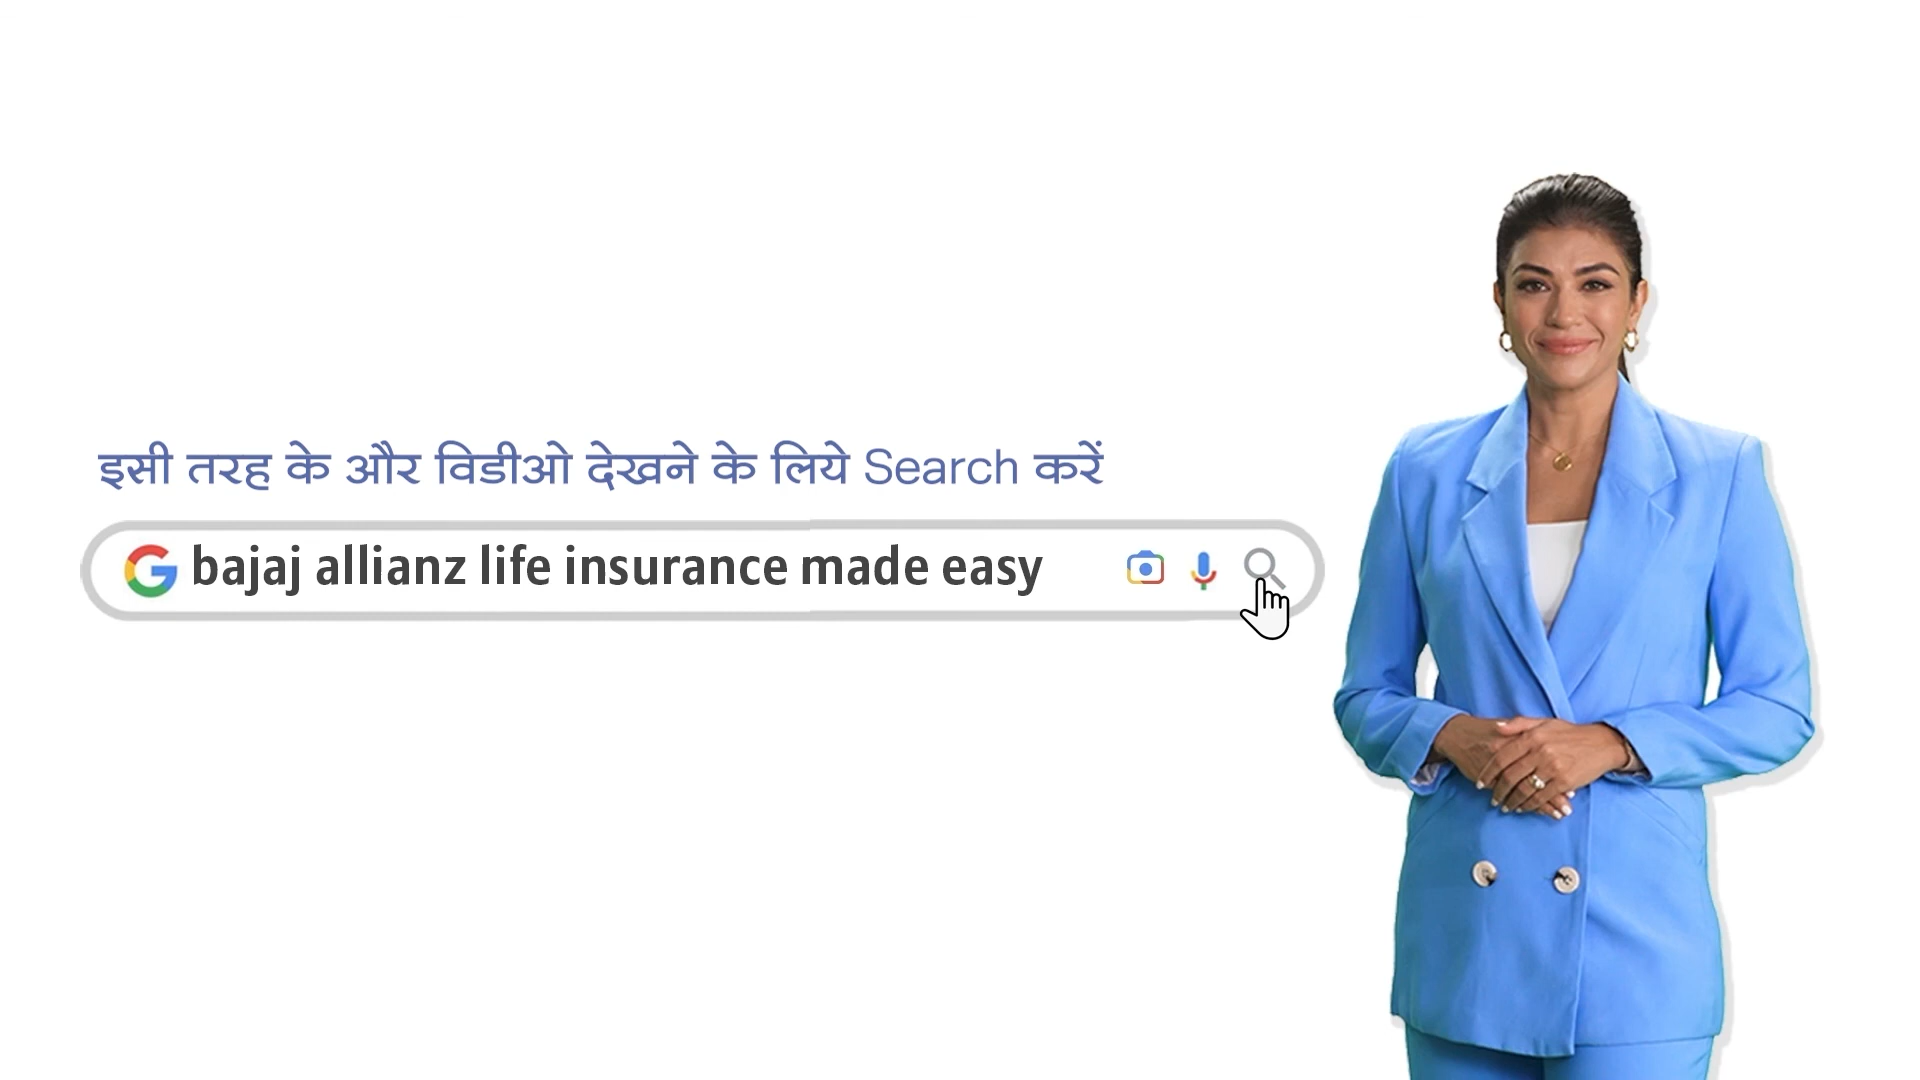 इसी तरह के और विडीओ देखने के लिये Search करें
bajaj allianz life insurance made easy